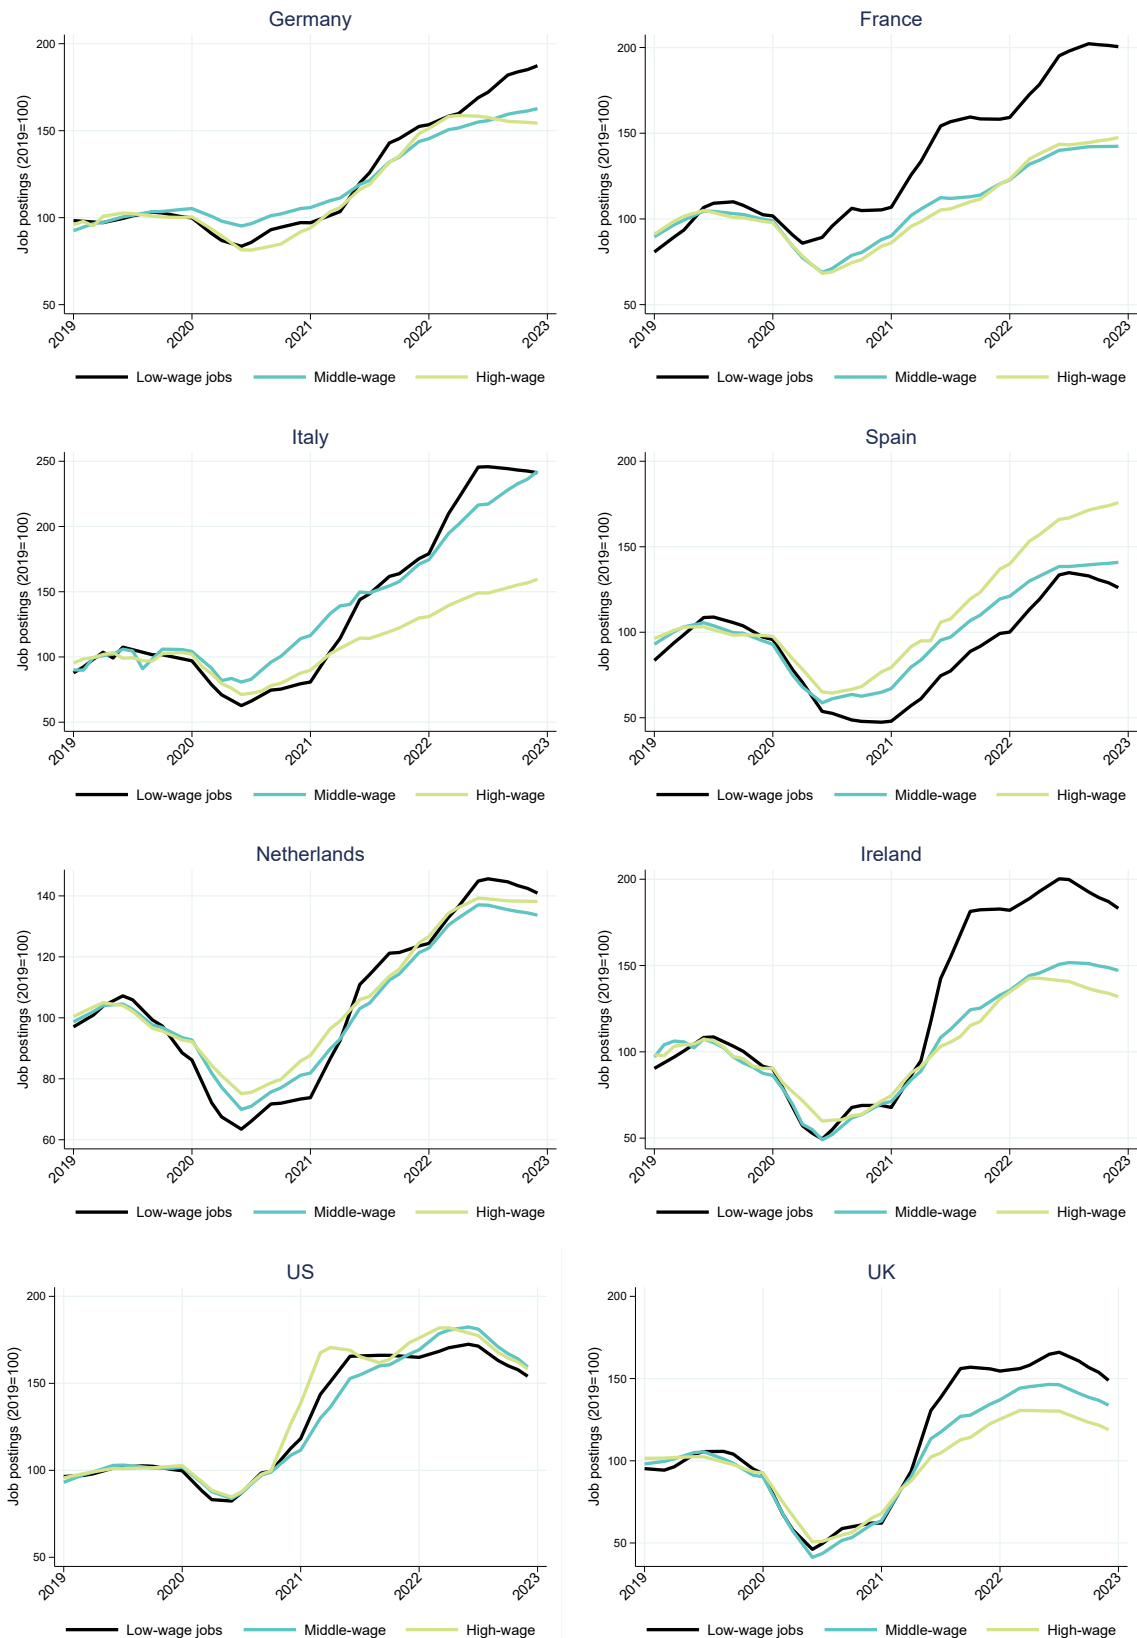 Germany
Job postings (2019=100)
200
150
100
50
2019
2020
2021
2022
2023
Low-wage jobs
Middle-wage
High-wage
France
Job postings (2019=100)
200
150
100
50
2019
2020
2021
2022
2023
Low-wage jobs
Middle-wage
High-wage
Italy
Job postings (2019=100)
250
200
150
100
50
2019
2020
2021
2022
2023
Low-wage jobs
Middle-wage
High-wage
Spain
Job postings (2019=100)
200
150
100
50
2019
2020
2021
2022
2023
Low-wage jobs
Middle-wage
High-wage
Netherlands
Job postings (2019=100)
140
120
100
80
60
2019
2020
2021
2022
2023
Low-wage jobs
Middle-wage
High-wage
Ireland
Job postings (2019=100)
200
150
100
50
2019
2020
2021
2022
2023
Low-wage jobs
Middle-wage
High-wage
US
Job postings (2019=100)
200
150
100
50
2019
2020
2021
2022
2023
Low-wage jobs
Middle-wage
High-wage
UK
Job postings (2019=100)
200
150
100
50
2019
2020
2021
2022
2023
Low-wage jobs
Middle-wage
High-wage